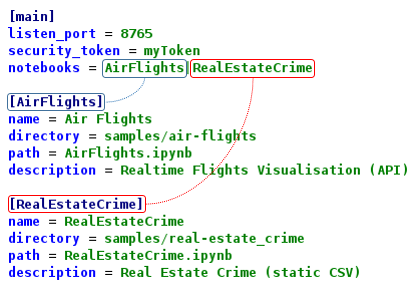 [main]
listen_port = 8765
security_token = myToken
notebooks = AirFlights RealEstateCrime
[AirFlights]
name = Air Flights
directory = samples/air-flights
path = AirFlights.ipynb
description = Realtime Flights Visualisation (API)
[RealEstateCrime]
name = RealEstateCrime
directory = samples/real-estate_crime
path = RealEstateCrime.ipynb
description = Real Estate Crime (static CSV)